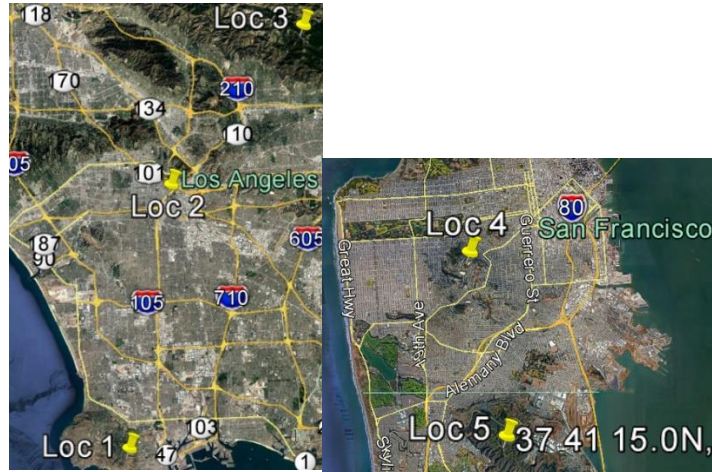 118
Loc 3
170
210
134
110
05
101
Los Angeles
Loc 2
187
90
605
105
710
Loc 1
103
47
1
80
Loc 4
San Francisco
Great Hwy
Guerrero St
19th Ave
Alemany Blvd
Loc 5
37.41 15.0N,